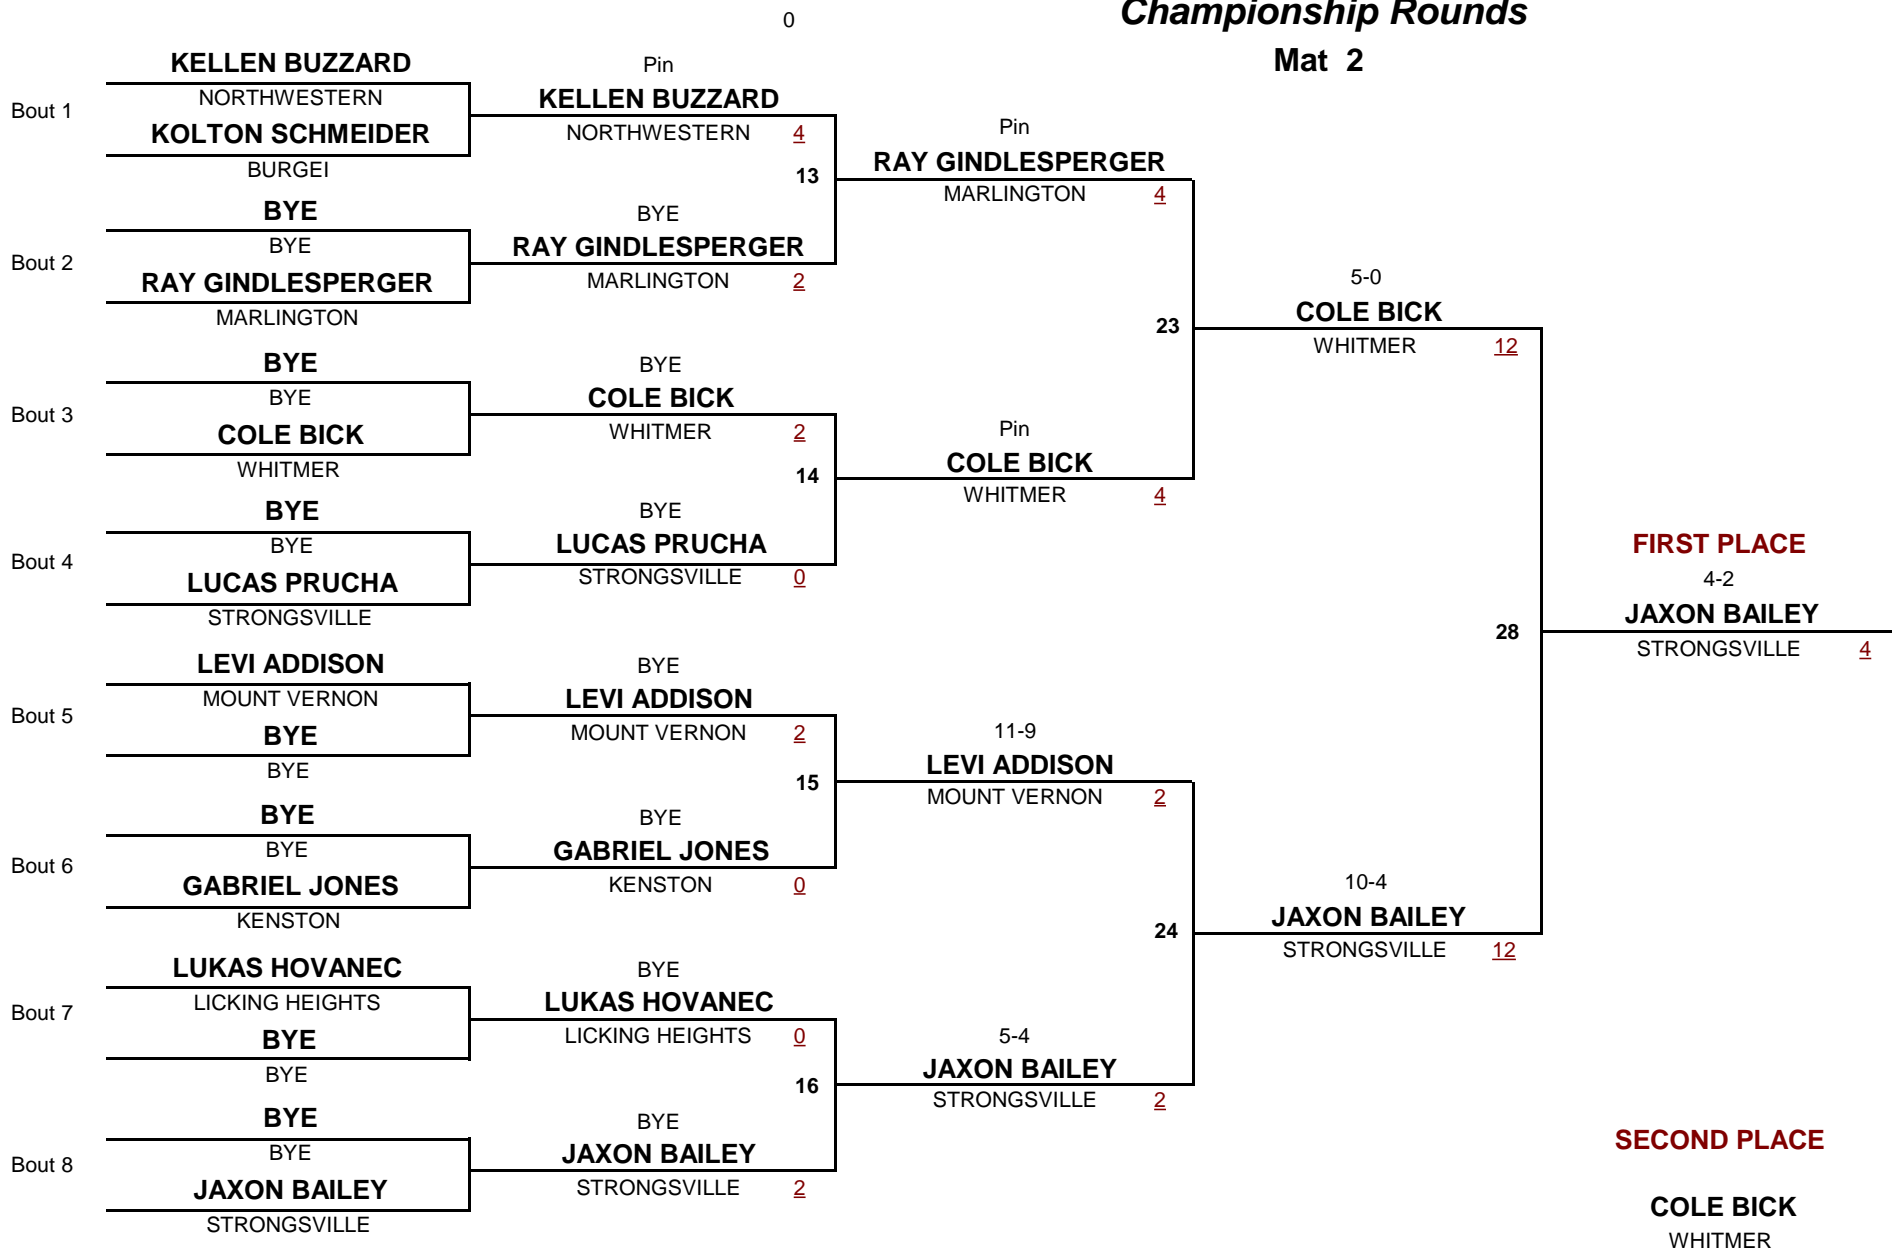 0
Championship Rounds
Mat 2
Bout 1
KELLEN BUZZARD
NORTHWESTERN
KOLTON SCHMEIDER
BURGEI
Bout 2
BYE
BYE
RAY GINDLESPERGER
MARLINGTON
Bout 3
BYE
BYE
COLE BICK
WHITMER
Bout 4
BYE
BYE
LUCAS PRUCHA
STRONGSVILLE
Bout 5
LEVI ADDISON
MOUNT VERNON
BYE
BYE
Bout 6
BYE
BYE
GABRIEL JONES
KENSTON
Bout 7
LUKAS HOVANEC
LICKING HEIGHTS
BYE
BYE
Bout 8
BYE
BYE
JAXON BAILEY
STRONGSVILLE
Pin
KELLEN BUZZARD
NORTHWESTERN 4
13
BYE
RAY GINDLESPERGER
MARLINGTON 2
BYE
COLE BICK
WHITMER 2
14
BYE
LUCAS PRUCHA
STRONGSVILLE 0
BYE
LEVI ADDISON
MOUNT VERNON 2
15
BYE
GABRIEL JONES
KENSTON 0
BYE
LUKAS HOVANEC
LICKING HEIGHTS 0
16
BYE
JAXON BAILEY
STRONGSVILLE 2
Pin
RAY GINDLESPERGER
MARLINGTON 4
23
Pin
COLE BICK
WHITMER 4
11-9
LEVI ADDISON
MOUNT VERNON 2
24
5-4
JAXON BAILEY
STRONGSVILLE 2
5-0
COLE BICK
WHITMER 12
28
10-4
JAXON BAILEY
STRONGSVILLE 12
FIRST PLACE
4-2
JAXON BAILEY
STRONGSVILLE 4
SECOND PLACE
COLE BICK
WHITMER